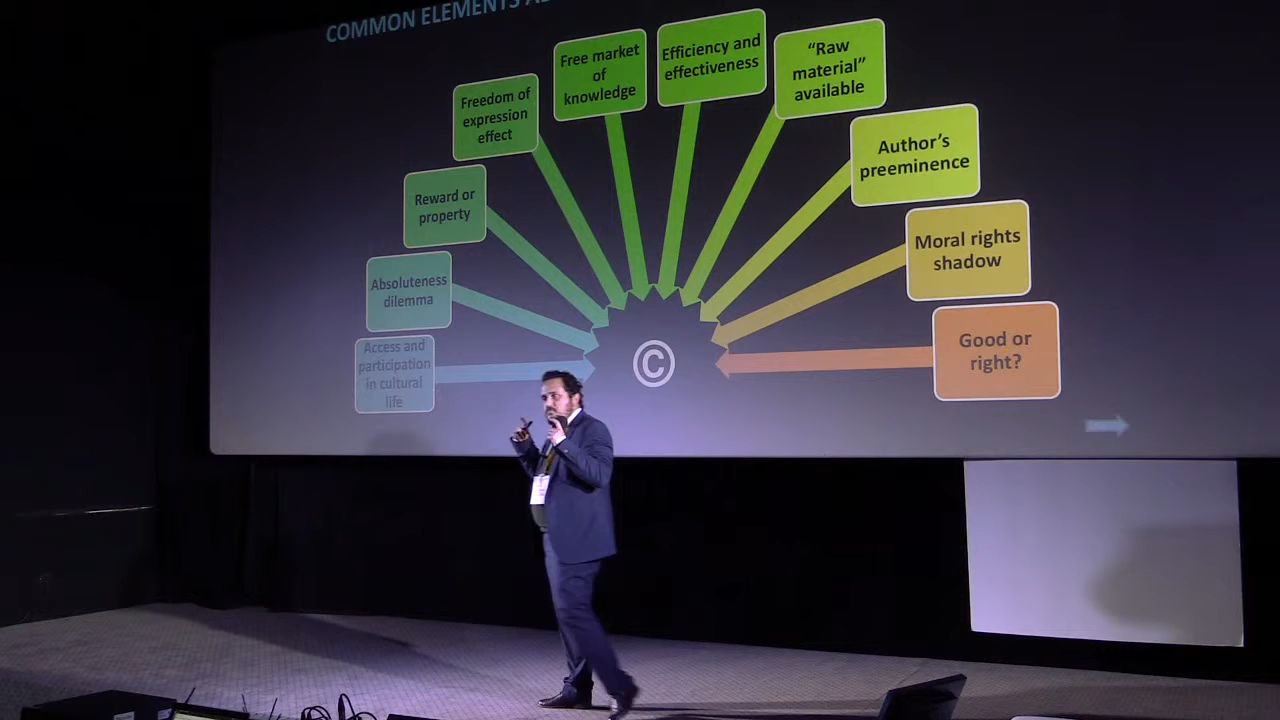 COMMON ELEMENTS
Access and
participation
in cultural
life
Absoluteness
dilemma
Reward or
property
Freedom of
expression
effect
Free market
of
knowledge
Efficiency and
effectiveness
“Raw
material”
available
Author’s
preeminence
Moral rights
shadow
Good or
right?
©